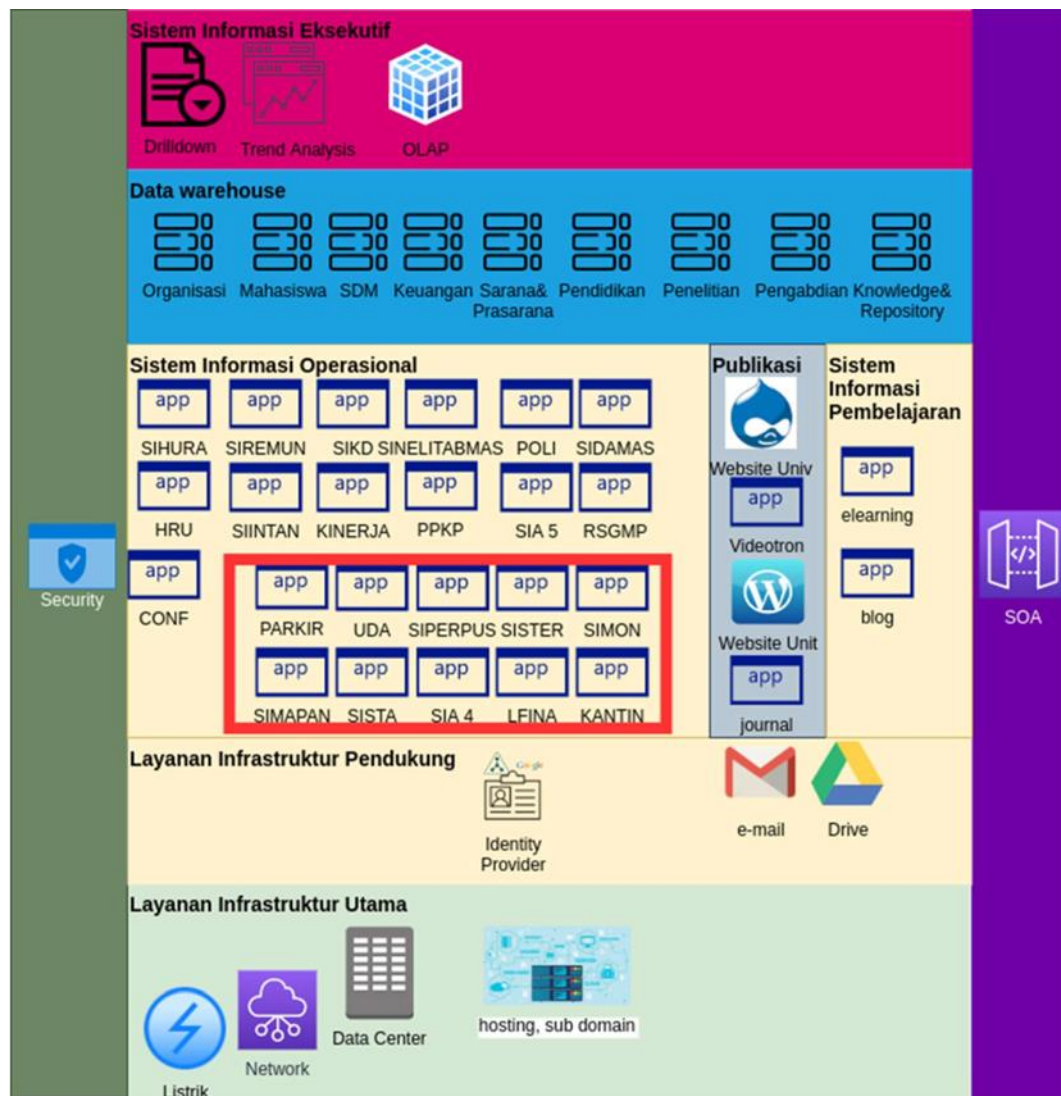 Sistem Informasi Eksekutif
Drilldown Trend Analysis OLAP
Data warehouse
Organisasi Mahasiswa SDM Keuangan Sarana& Pendidikan Penelitian Pengabdian Knowledge&
Prasarana Repository
Sistem Informasi Operasional
app app app app app app
SIHURA SIREMUN SIKD SINELITABMAS POLI SIDAMAS
app app app app app app
HRU SIINTAN KINERJA PPKP SIA 5 RSGMP
app
CONF
app app app app app
PARKIR UDA SIPERPUS SISTER SIMON
app app app app app
SIMAPAN SISTA SIA 4 LFINA KANTIN
Publikasi
Website Univ
app
Videotron
Website Unit
app
journal
Sistem
Informasi
Pembelajaran
app
elearning
app
blog
Security
SOA
Layanan Infrastruktur Pendukung
Google
Identity
Provider
e-mail Drive
Layanan Infrastruktur Utama
Data Center
hosting, sub domain
Network
Listrik